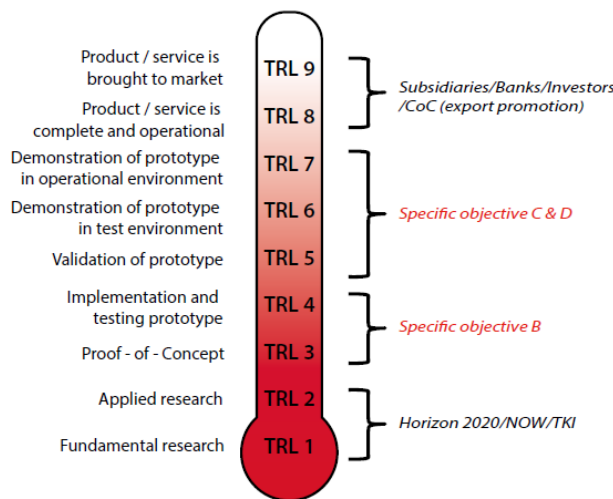 Product / service is
brought to market
TRL 9
Subsidiaries/Banks/Investors
/CoC (export promotion)
Product / service is
complete and operational
TRL 8
Demonstration of prototype
in operational environment
TRL 7
Demonstration of prototype
in test environment
TRL 6
Specific objective C & D
Validation of prototype
TRL 5
Implementation and
testing prototype
TRL 4
Specific objective B
Proof - of - Concept
TRL 3
Applied research
TRL 2
Horizon 2020/NOW/TKI
Fundamental research
TRL 1